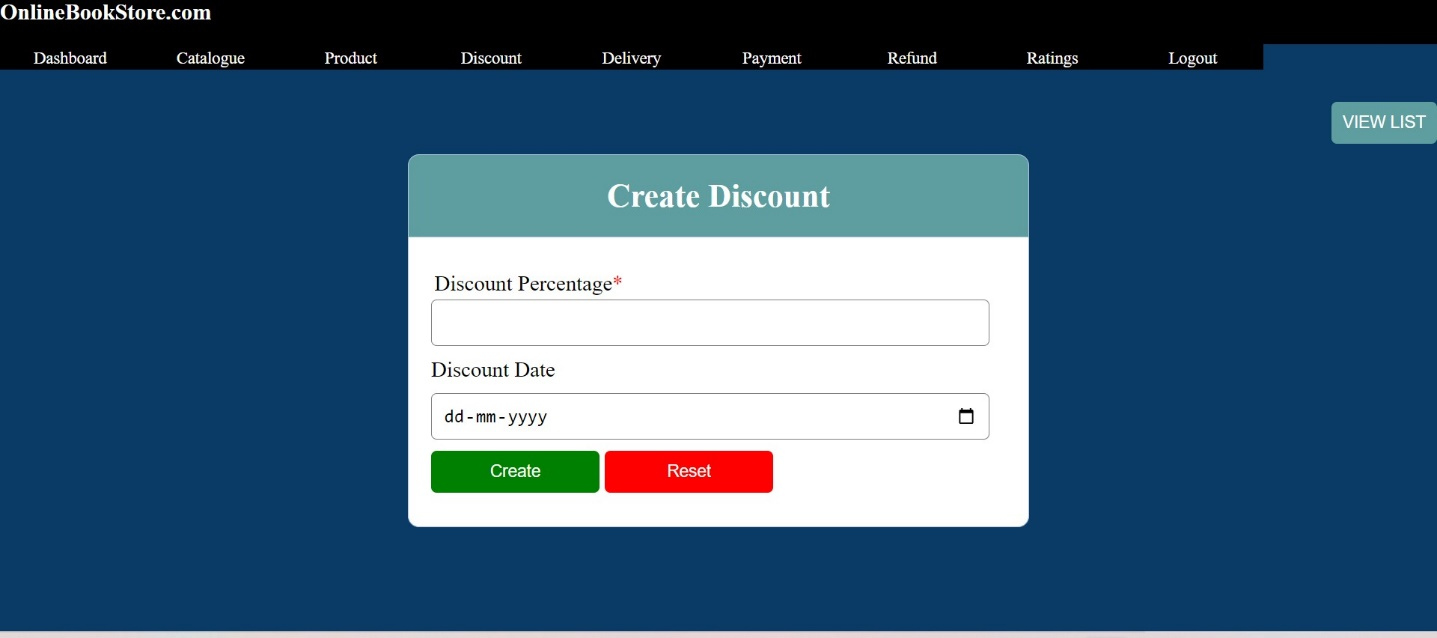 OnlineBookStore.com
Dashboard Catalogue Product Discount Delivery Payment Refund Ratings Logout
VIEW LIST
Create Discount
Discount Percentage*
Discount Date
dd-mm-yyyy
Create Reset